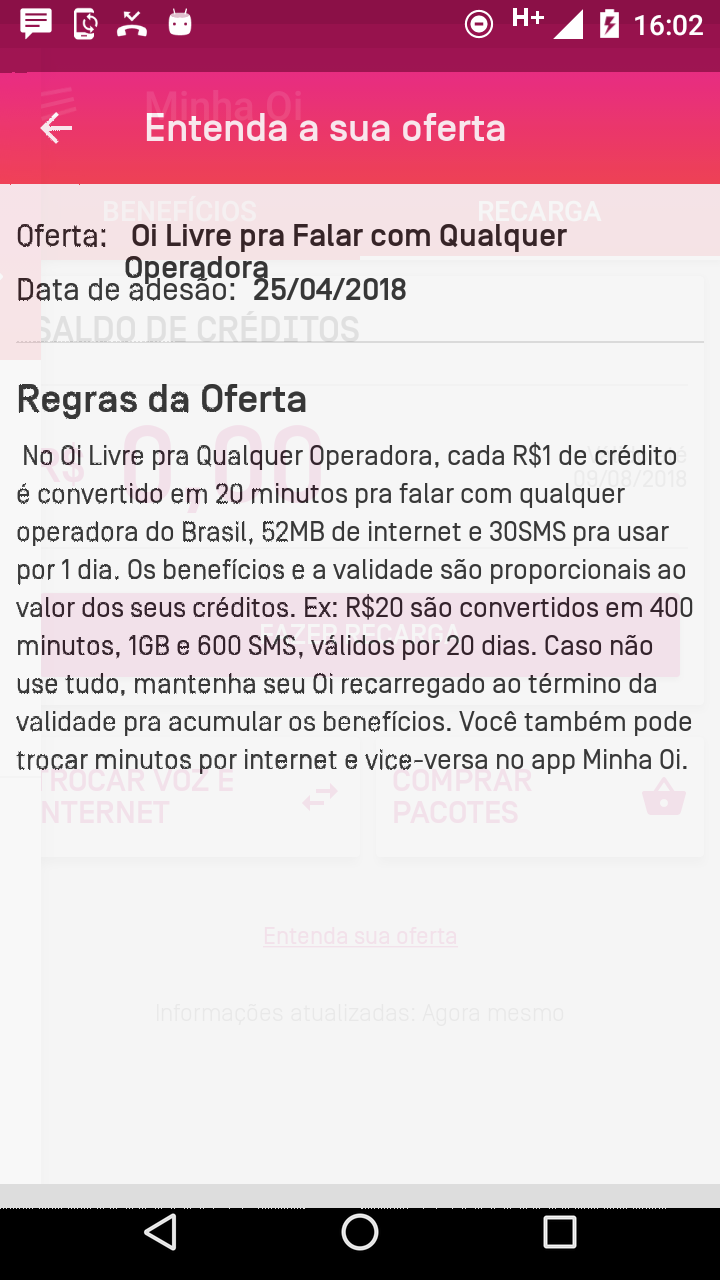 H+ 16:02
Minha Oi
Entenda a sua oferta
BENEFÍCIOS RECARGA
Oferta: Oi Livre pra Falar com Qualquer
Operadora
Data de adesão: 25/04/2018
SALDO DE CRÉDITOS
Regras da Oferta
R$ 0,00
09/08/2018
No Oi Livre pra Qualquer Operadora, cada R$1 de crédito
é convertido em 20 minutos pra falar com qualquer
operadora do Brasil, 52MB de internet e 30SMS pra usar
por 1 dia. Os benefícios e a validade são proporcionais ao
valor dos seus créditos. Ex: R$20 são convertidos em 400
minutos, 1GB e 600 SMS, válidos por 20 dias. Caso não
use tudo, mantenha seu Oi recarregado ao término da
validade pra acumular os benefícios. Você também pode
trocar minutos por internet e vice-versa no app Minha Oi.
FAZER RECARGA
ROCAR VOZ E
NTERNET
COMPRAR
PACOTES
Entenda sua oferta
Informações atualizadas: Agora mesmo